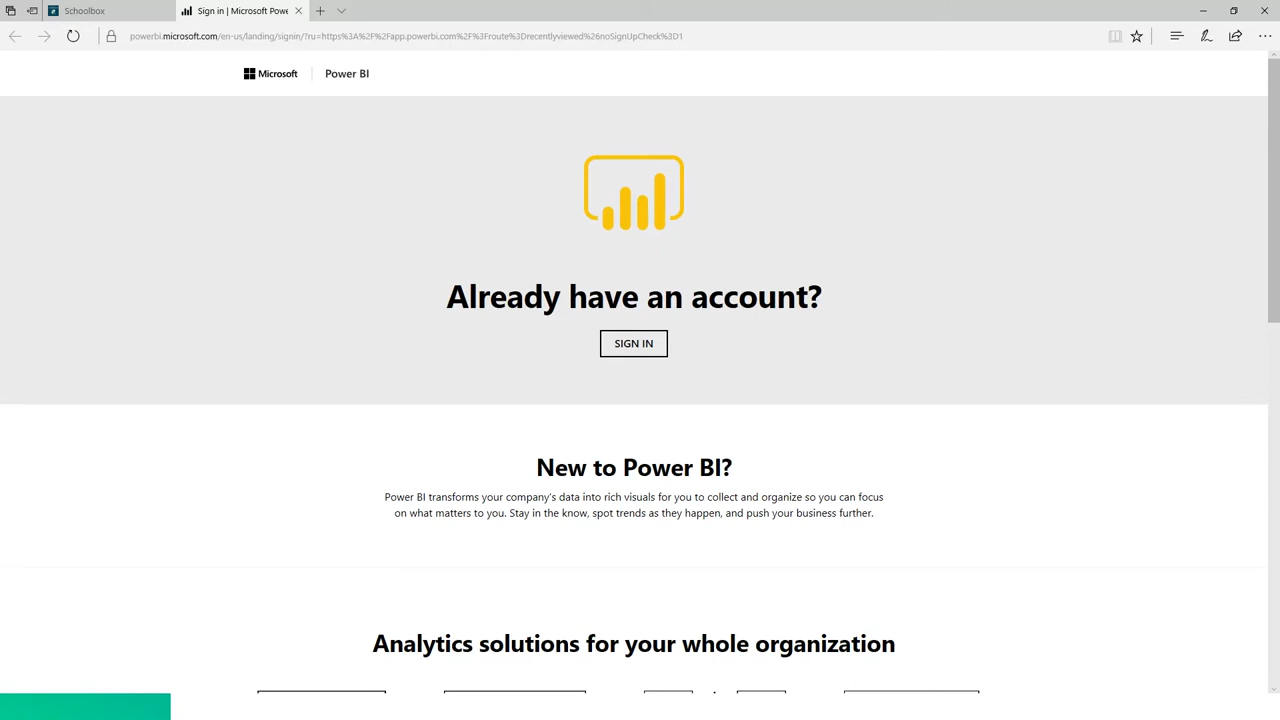 Schoolbox
Sign in | Microsoft Powe
powerbi.microsoft.com/en-us/landing/signin/?ru=https%3A%2F%2Fapp.powerbi.com%2F%3Froute%3Drecentlyviewed%26noSignUpCheck%3D1
Microsoft
Power BI
Already have an account?
SIGN IN
New to Power BI?
Power BI transforms your company's data into rich visuals for you to collect and organize so you can focus
on what matters to you. Stay in the know, spot trends as they happen, and push your business further.
Analytics solutions for your whole organization